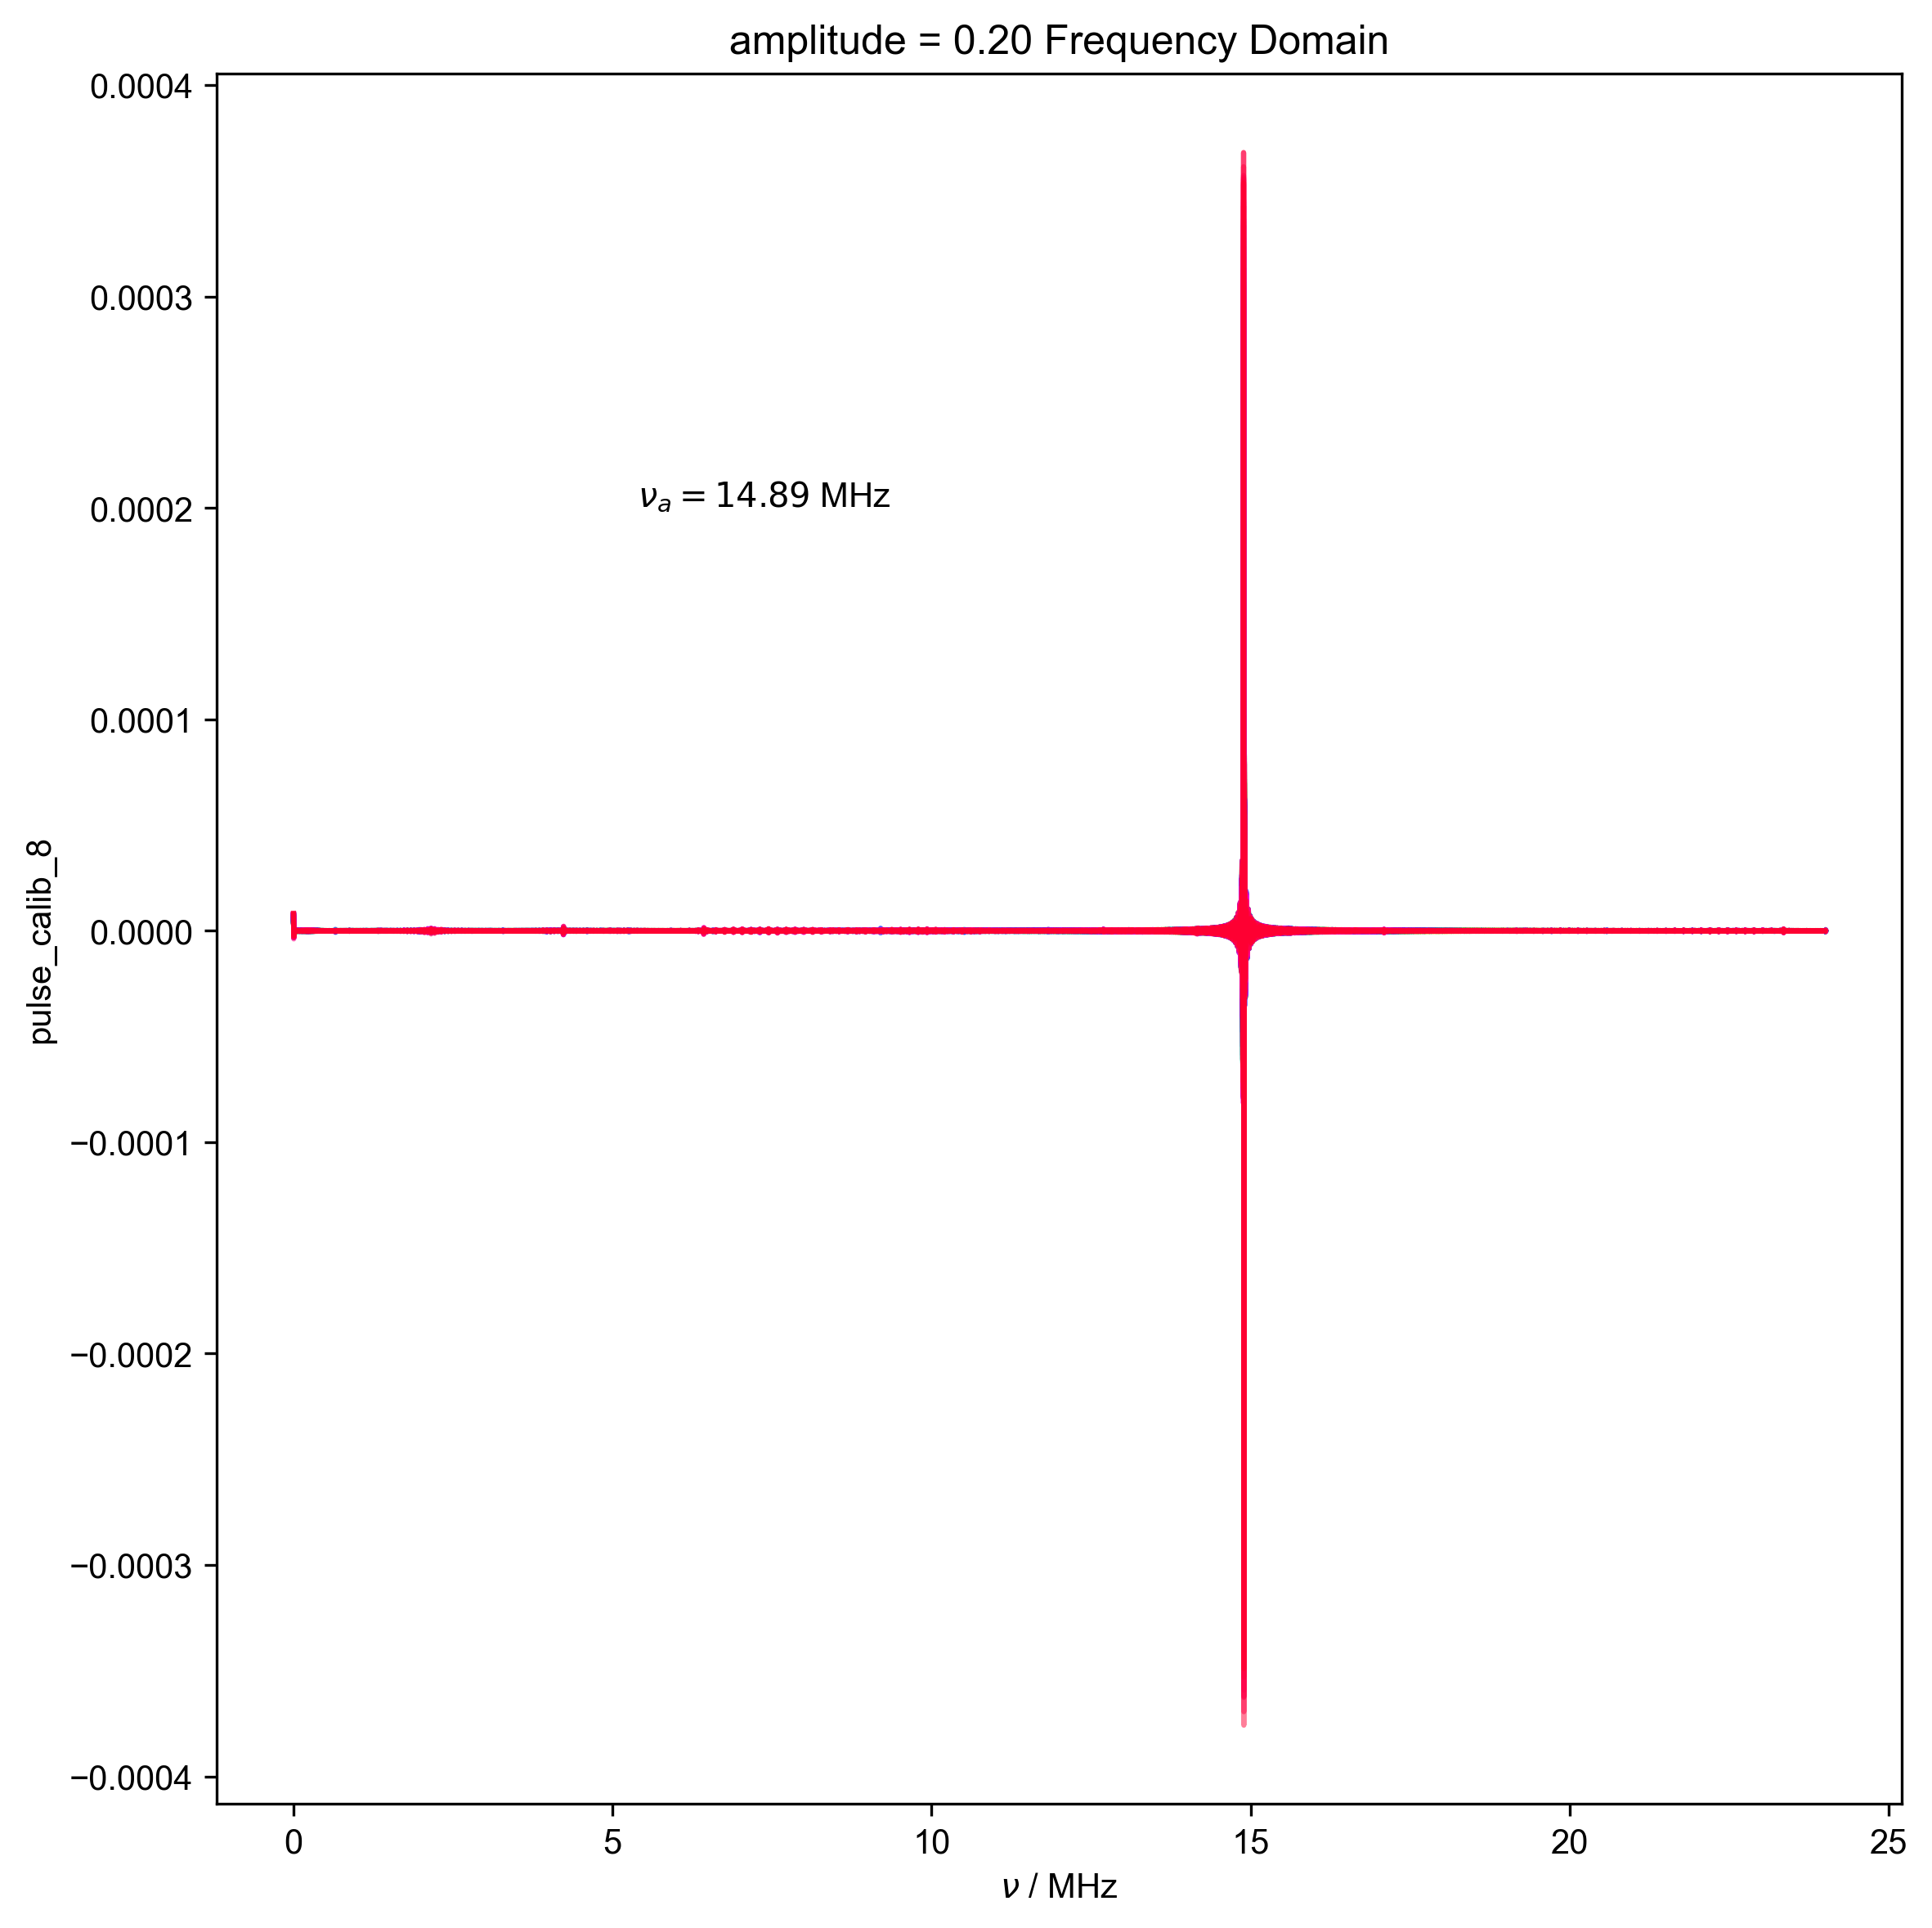 amplitude = 0.20 Frequency Domain
0.0004
0.0003
0.0002
0.0001
0.0000
−0.0001
−0.0002
−0.0003
−0.0004
pulse_calib_8
νₐ = 14.89 MHz
0 5 10 15 20 25
ν / MHz